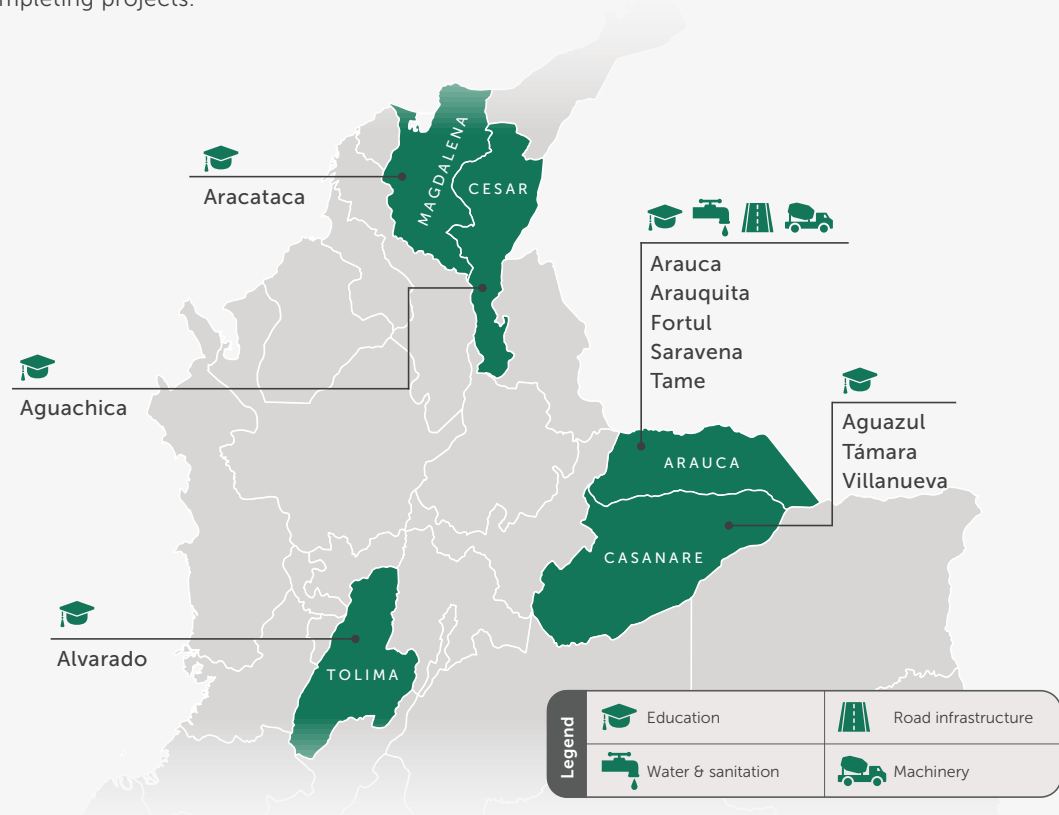 projects.
MAGDALENA
CESAR
Aracataca
Arauca
Arauquita
Fortul
Saravena
Tame
Aguachica
Aguazul
Támara
Villanueva
ARAUCA
CASANARE
Alvarado
TOLIMA
Legend
Education
Road infrastructure
Water & sanitation
Machinery